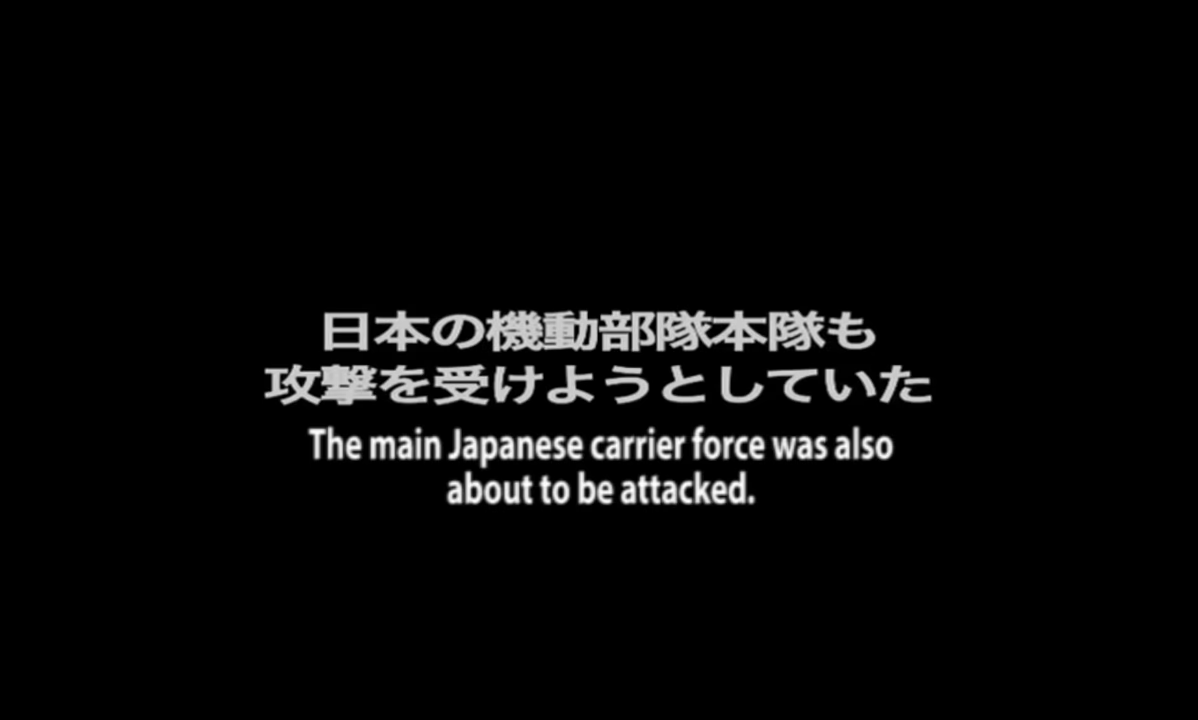 日本の機動部隊本隊も
攻撃を受けようとしていた
The main Japanese carrier force was also
about to be attacked.